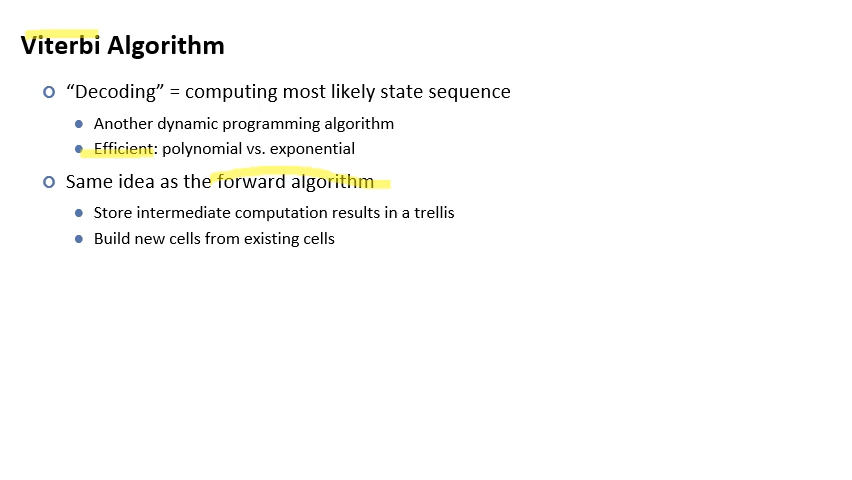 Viterbi Algorithm
“Decoding” = computing most likely state sequence
Another dynamic programming algorithm
Efficient: polynomial vs. exponential
Same idea as the forward algorithm
Store intermediate computation results in a trellis
Build new cells from existing cells